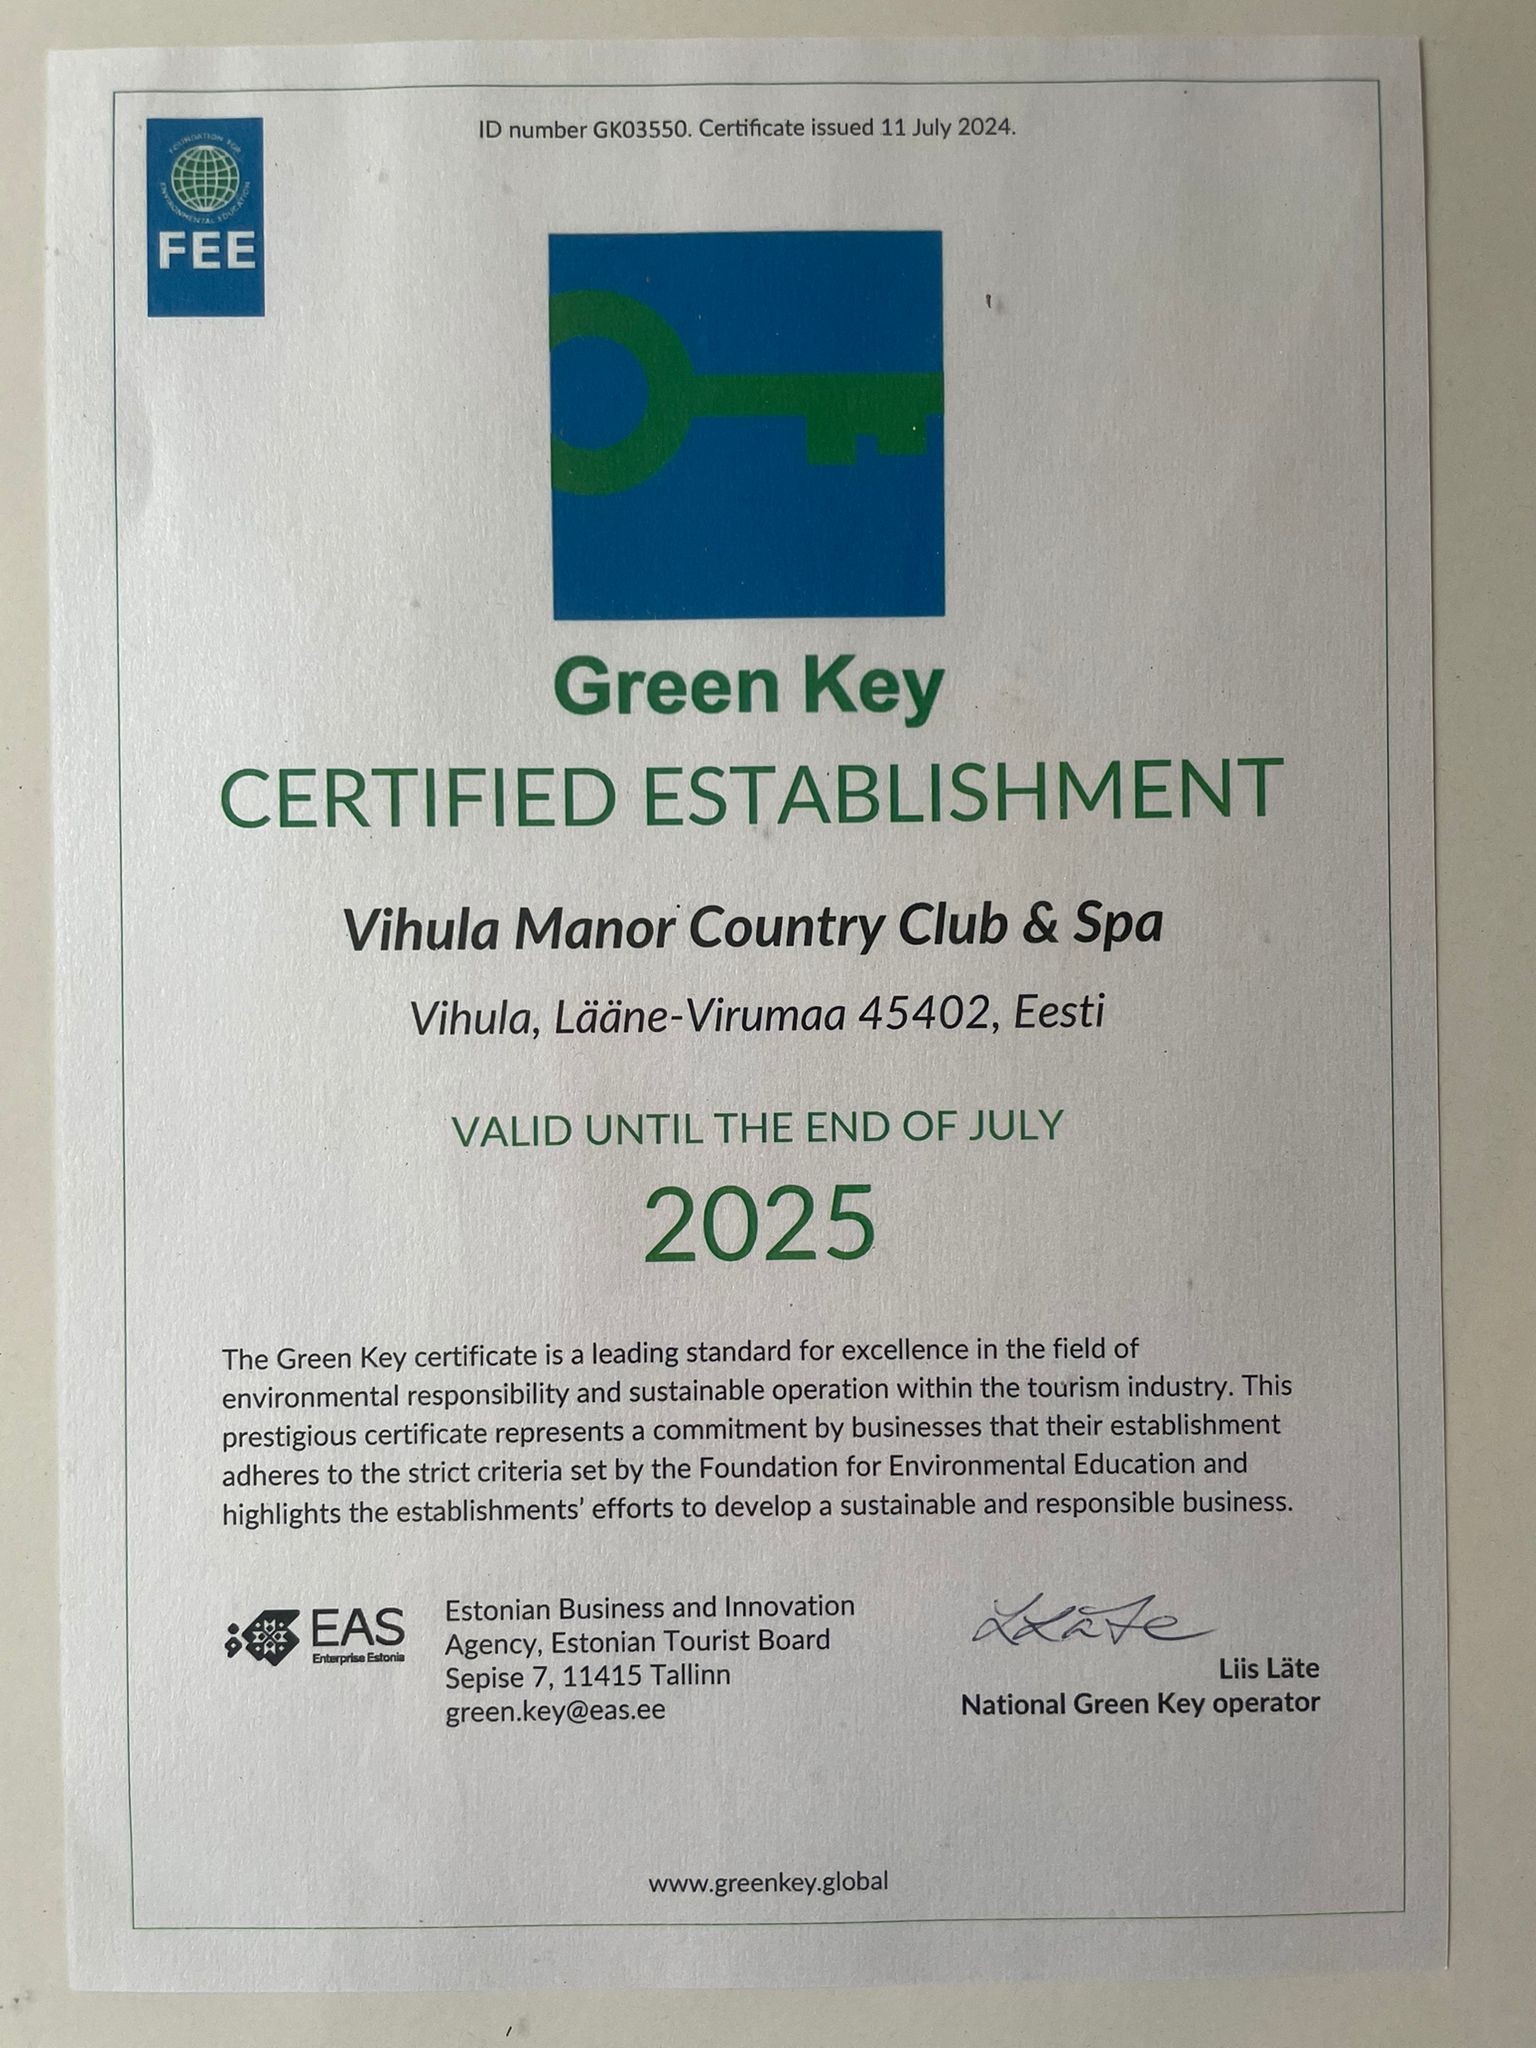 ID number GK03550. Certificate issued 11 July 2024.
FOUNDATION FOR
ENVIRONMENTAL EDUCATION
FEE
Green Key
CERTIFIED ESTABLISHMENT
Vihula Manor Country Club & Spa
Vihula, Lääne-Virumaa 45402, Eesti
VALID UNTIL THE END OF JULY
2025
The Green Key certificate is a leading standard for excellence in the field of
environmental responsibility and sustainable operation within the tourism industry. This
prestigious certificate represents a commitment by businesses that their establishment
adheres to the strict criteria set by the Foundation for Environmental Education and
highlights the establishments’ efforts to develop a sustainable and responsible business.
EAS
Enterprise Estonia
Estonian Business and Innovation
Agency, Estonian Tourist Board
Sepise 7, 11415 Tallinn
green.key@eas.ee
LLäte
Liis Läte
National Green Key operator
www.greenkey.global